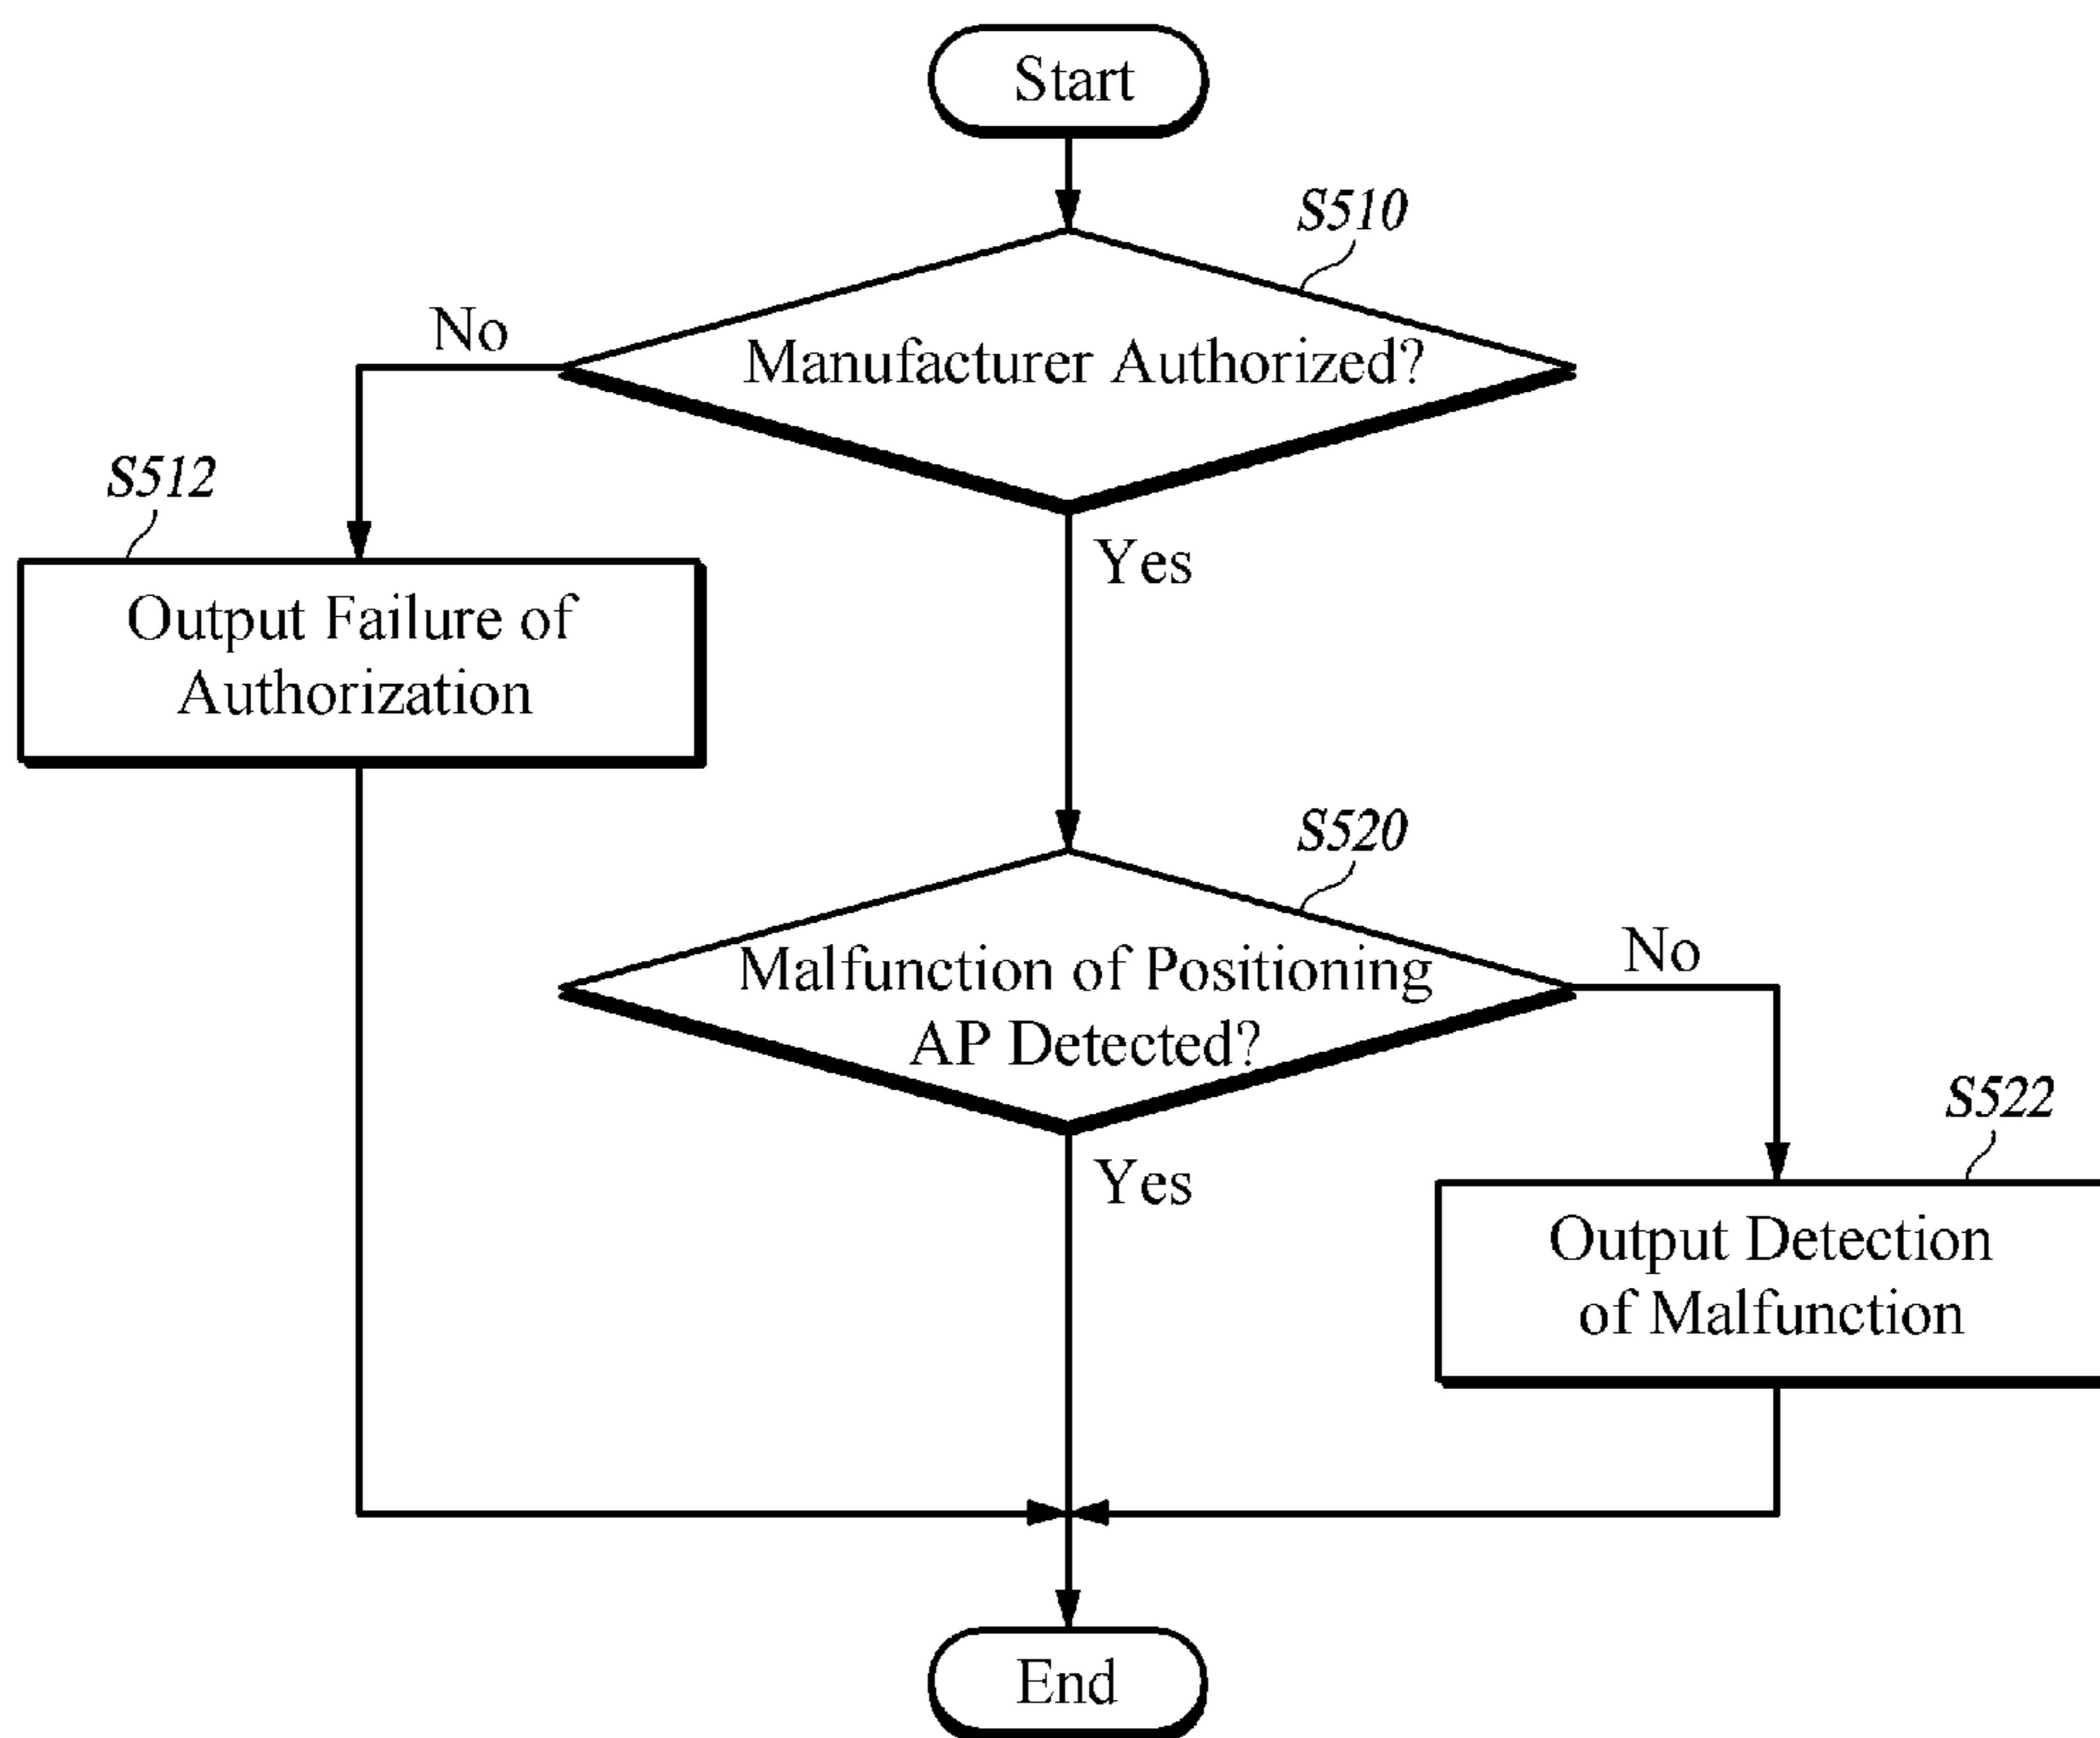 Start
S510
No
Manufacturer Authorized?
S512
Yes
Output Failure of
Authorization
S520
No
Malfunction of Positioning
AP Detected?
S522
Yes
Output Detection
of Malfunction
End